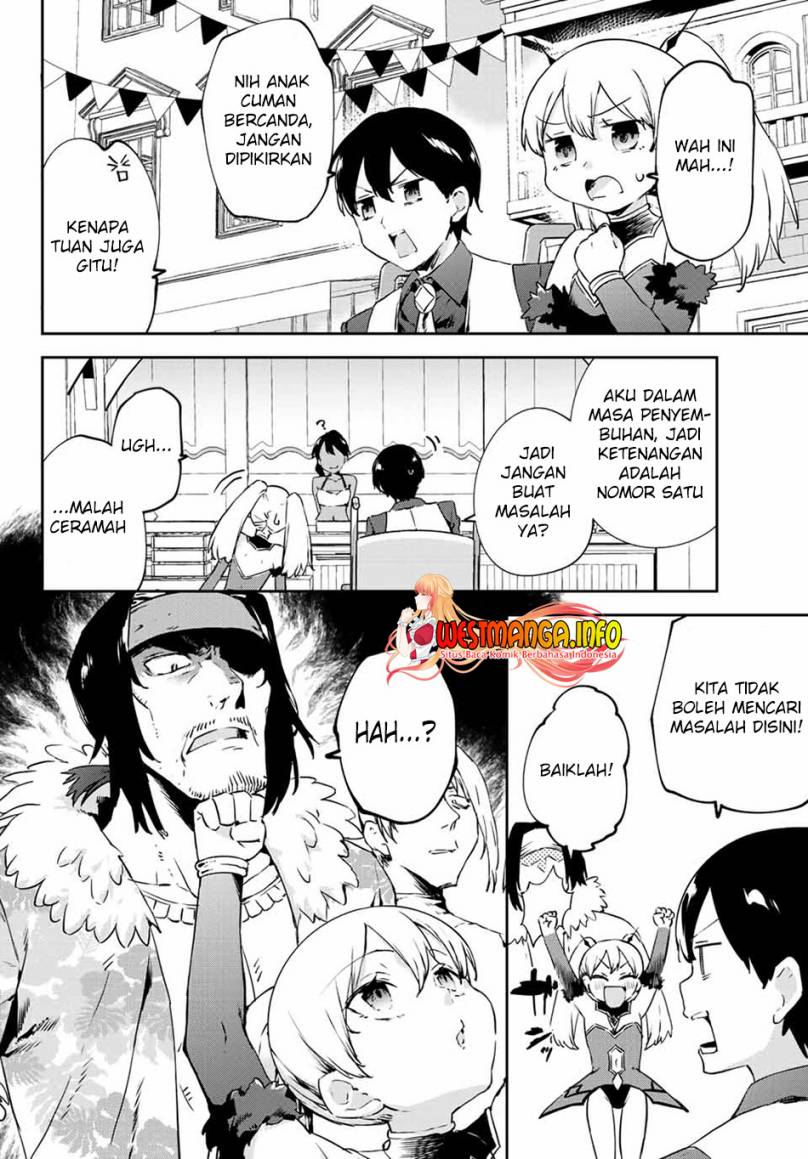 WAH INI
MAH...!
NIH ANAK
CUMAN
BERCANDA,
JANGAN
DIPIKIRKAN
KENAPA
TUAN JUGA
GITU!
AKU DALAM
MASA PENYEM-
BUHAN, JADI
KETENANGAN
ADALAH
NOMOR SATU
JADI
JANGAN
BUAT
MASALAH
YA?
?
UGH...
...MALAH
CERAMAH
WESTMANGA.INFO
Situs Baca Komik Berbahasa Indonesia
KITA TIDAK
BOLEH MENCARI
MASALAH DISINI!
BAIKLAH!
HAH...?